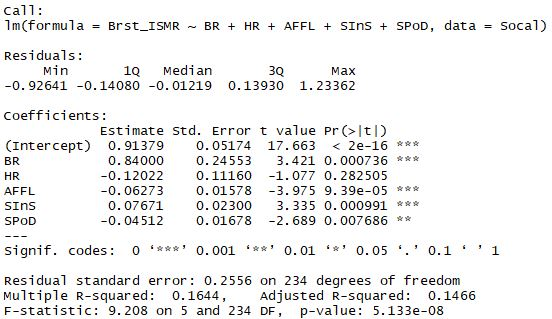 Call:
lm(formula = Brst_ISMR ~ BR + HR + AFFL + SInS + SPoD, data = Socal)
Residuals:
Min 1Q Median 3Q Max
-0.92641 -0.14080 -0.01219 0.13930 1.23362
Coefficients:
Estimate Std. Error t value Pr(>|t|)
(Intercept) 0.91379 0.05174 17.663 < 2e-16 ***
BR 0.84000 0.24553 3.421 0.000736 ***
HR -0.12022 0.11160 -1.077 0.282505
AFFL -0.06273 0.01578 -3.975 9.39e-05 ***
SInS 0.07671 0.02300 3.335 0.000991 ***
SPoD -0.04512 0.01678 -2.689 0.007686 **
---
Signif. codes: 0 ‘***’ 0.001 ‘**’ 0.01 ‘*’ 0.05 ‘.’ 0.1 ‘ ’ 1
Residual standard error: 0.2556 on 234 degrees of freedom
Multiple R-squared: 0.1644, Adjusted R-squared: 0.1466
F-statistic: 9.208 on 5 and 234 DF, p-value: 5.133e-08